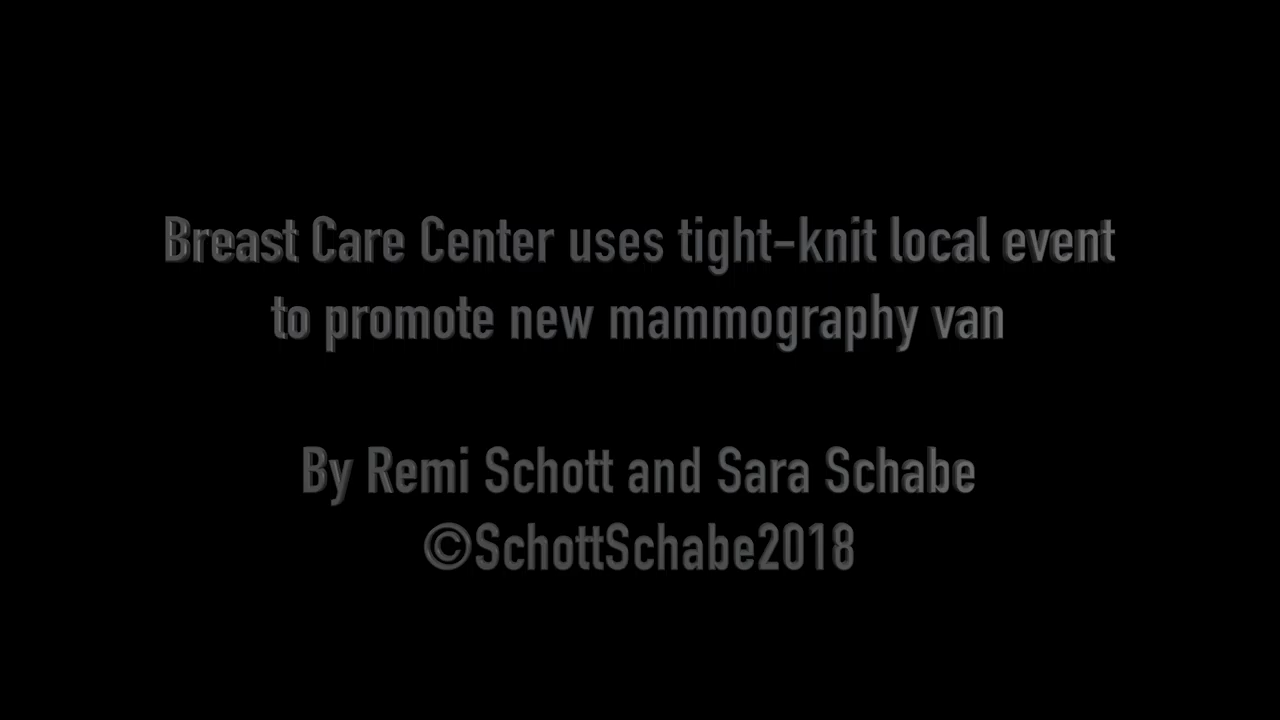 Breast Care Center uses tight-knit local event
to promote new mammography van
By Remi Schott and Sara Schabe
©SchottSchabe2018